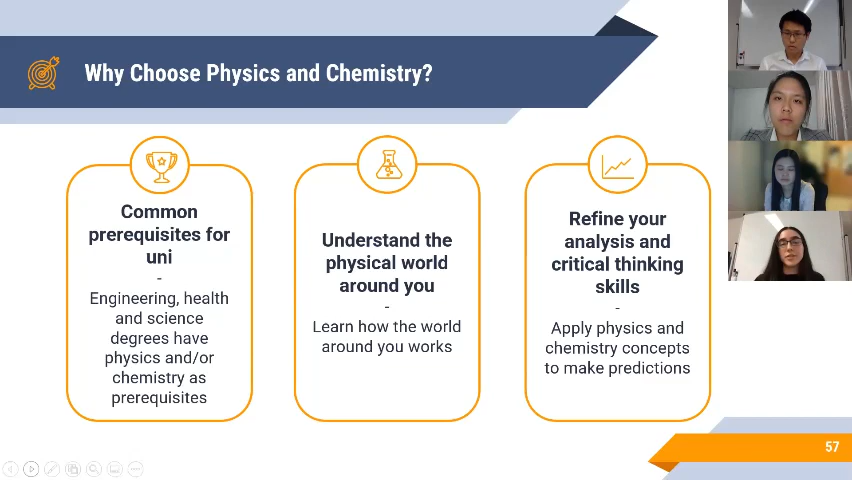 Why Choose Physics and Chemistry?
Common
prerequisites for
uni
-
Engineering, health
and science
degrees have
physics and/or
chemistry as
prerequisites
Understand the
physical world
around you
-
Learn how the world
around you works
Refine your
analysis and
critical thinking
skills
-
Apply physics and
chemistry concepts
to make predictions
57